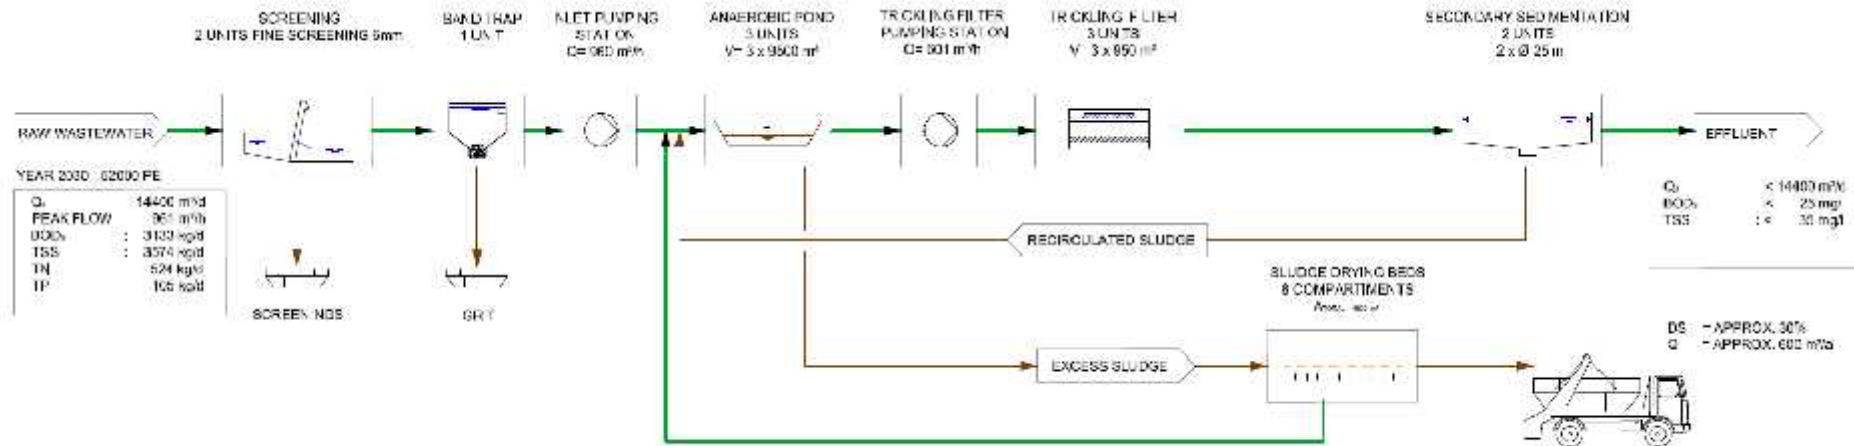 SCREENING
2 UNITS FINE SCREENING 6mm
SAND TRAP
1 UNIT
INLET PUMPING
STATION
Q= 960 m³/h
ANAEROBIC POND
3 UNITS
V= 3 x 9500 m³
TRICKLING FILTER
PUMPING STATION
Q= 601 m³/h
TRICKLING FILTER
3 UNITS
V 3 x 950 m³
SECONDARY SEDIMENTATION
2 UNITS
2 x Ø 25 m
RAW WASTEWATER
EFFLUENT
YEAR 2030 62000 PE
14400 m³/d
PEAK FLOW 961 m³/h
BOD₅ : 3133 kg/d
TSS : 3574 kg/d
TN 524 kg/d
TP 105 kg/d
< 14400 m³/d
BOD₅ < 25 mg/l
TSS : < 35 mg/l
RECIRCULATED SLUDGE
SCREENINGS
GRIT
SLUDGE DRYING BEDS
8 COMPARTIMENTS
EXCESS SLUDGE
DS = APPROX. 30%
Q = APPROX. 600 m³/a